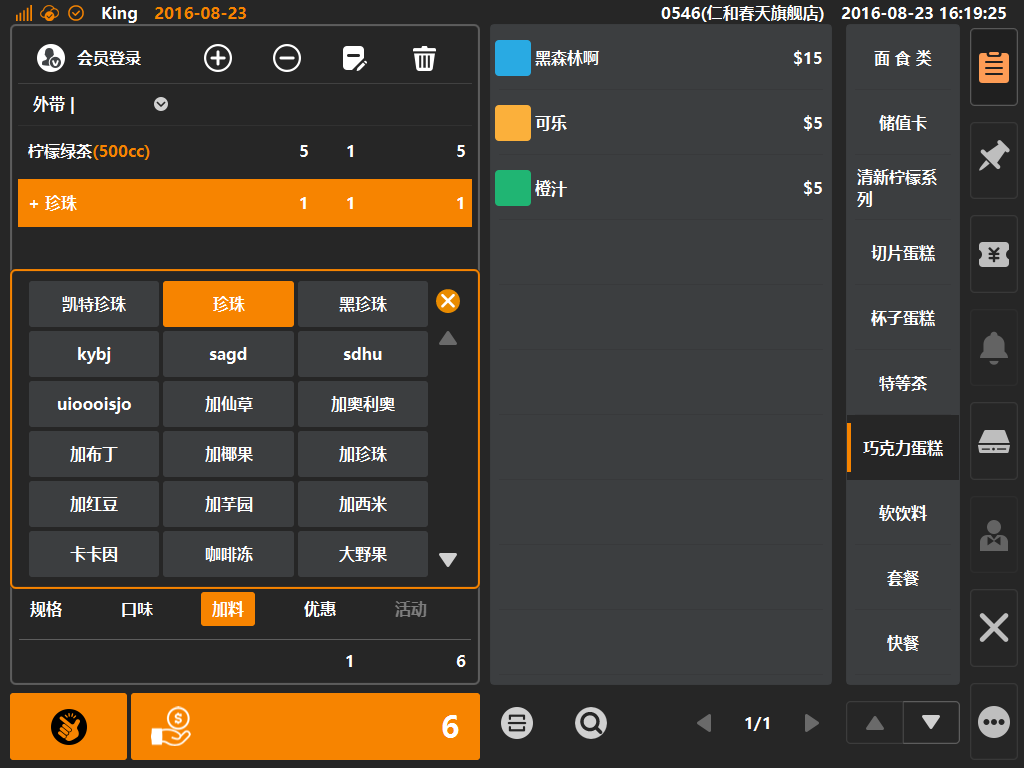 King 2016-08-23 0546(仁和春天旗舰店) 2016-08-23 16:19:25
会员登录
外带 |
柠檬绿茶(500cc) 5 1 5
+ 珍珠 1 1 1
凯特珍珠 珍珠 黑珍珠
kybj sagd sdhu
uioooisjo 加仙草 加奥利奥
加布丁 加椰果 加珍珠
加红豆 加芋园 加西米
卡卡因 咖啡冻 大野果
规格 口味 加料 优惠 活动
1 6
6
黑森林啊 $15
可乐 $5
橙汁 $5
1/1
面 食 类
储值卡
清新柠檬系
列
切片蛋糕
杯子蛋糕
特等茶
巧克力蛋糕
软饮料
套餐
快餐